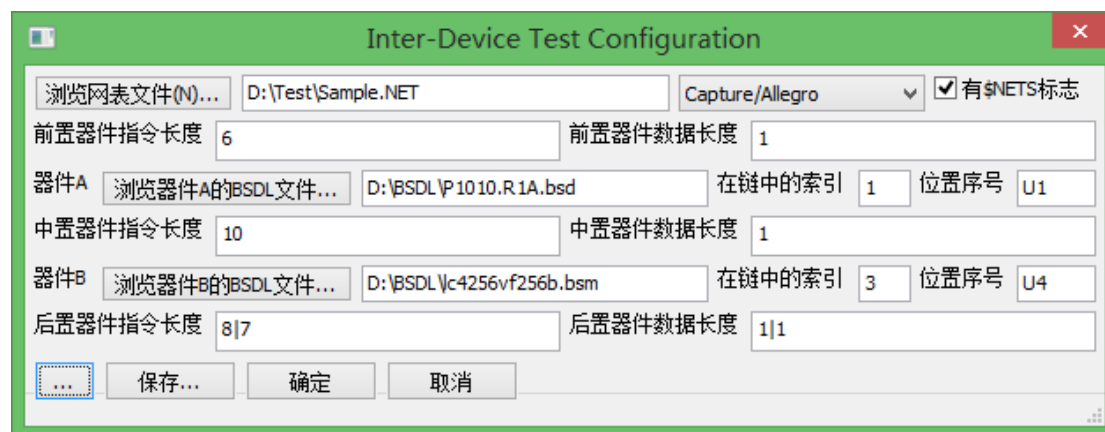 Inter-Device Test Configuration
浏览网表文件(N)... D:\Test\Sample.NET Capture/Allegro 有$NETS标志
前置器件指令长度 6 前置器件数据长度 1
器件A 浏览器件A的BSDL文件... D:\BSDL\P1010.R1A.bsd 在链中的索引 1 位置序号 U1
中置器件指令长度 10 中置器件数据长度 1
器件B 浏览器件B的BSDL文件... D:\BSDL\lc4256vf256b.bsm 在链中的索引 3 位置序号 U4
后置器件指令长度 8|7 后置器件数据长度 1|1
... 保存... 确定 取消